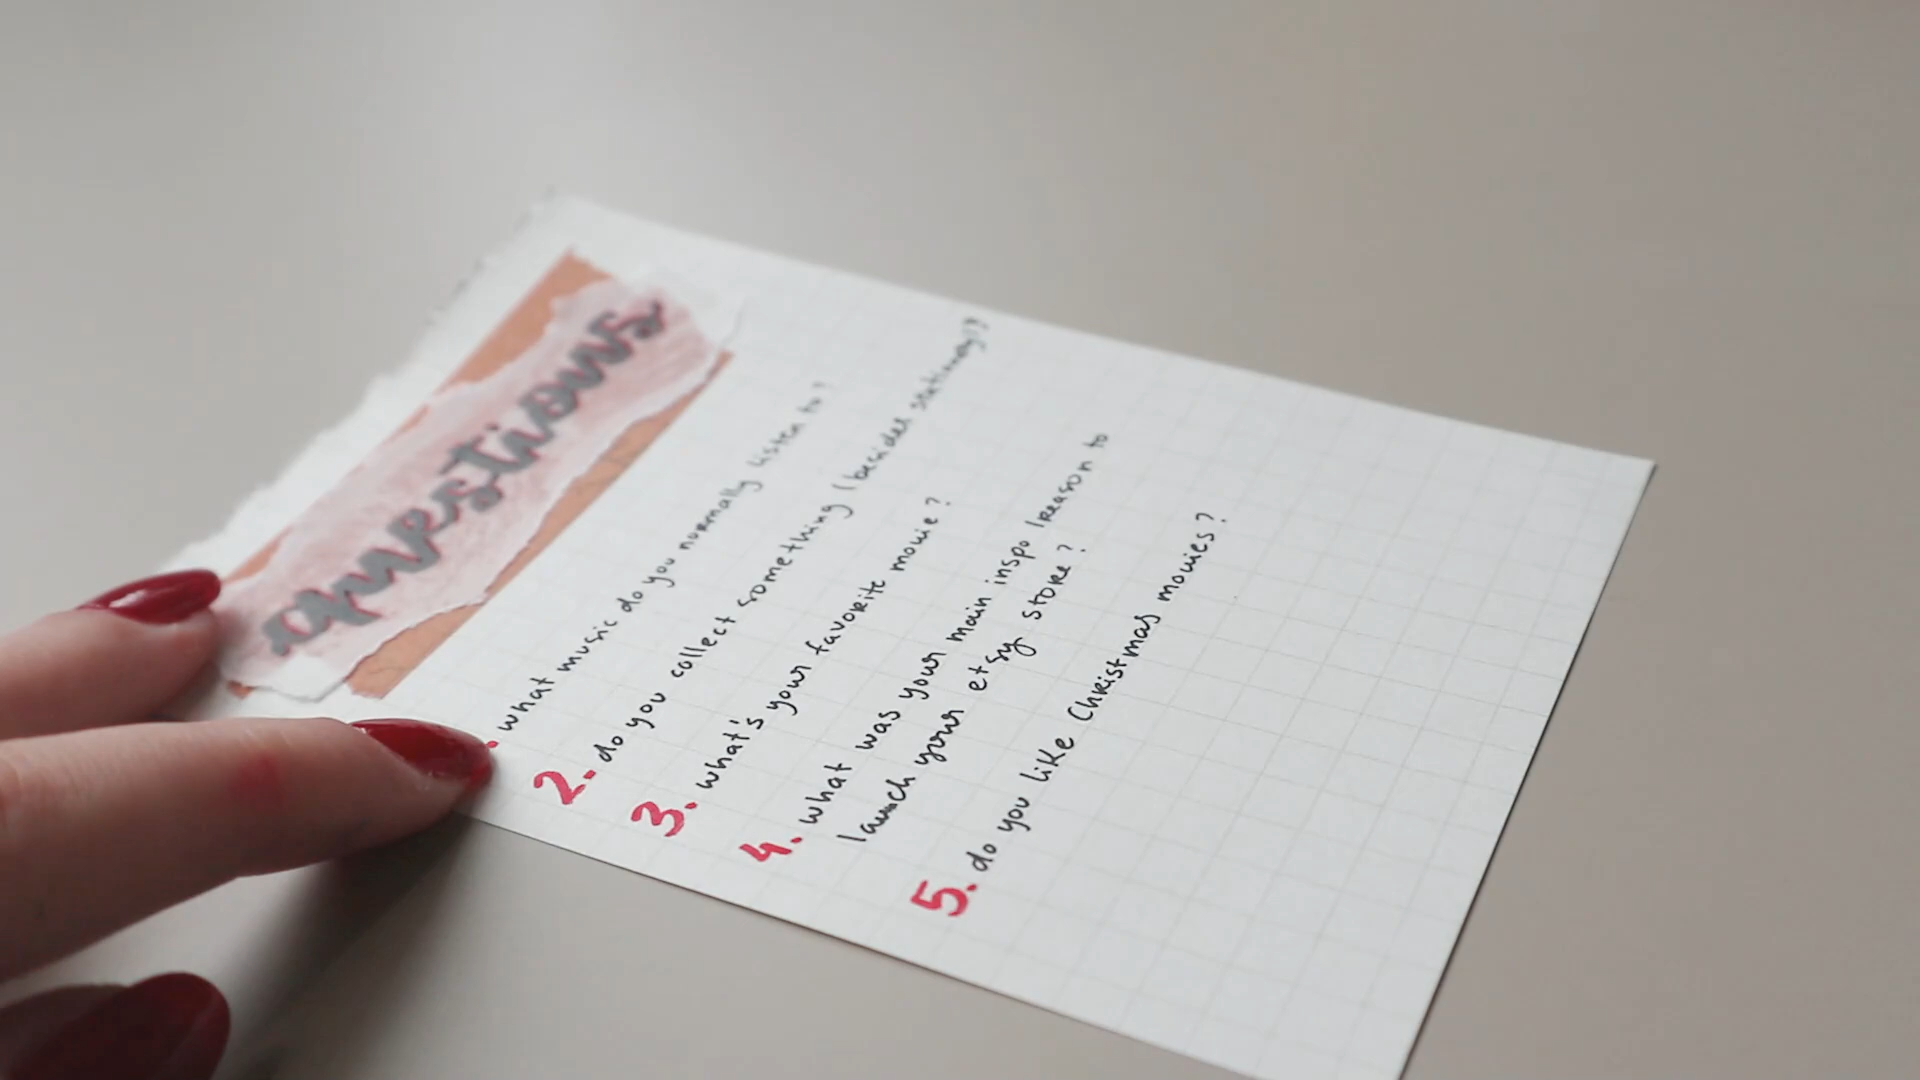 questions
. what music do you normally listen to?
2. do you collect something (besides stationary)?
3. what's your favorite movie?
4. what was your main inspo / reason to
launch your etsy store?
5. do you like Christmas movies?